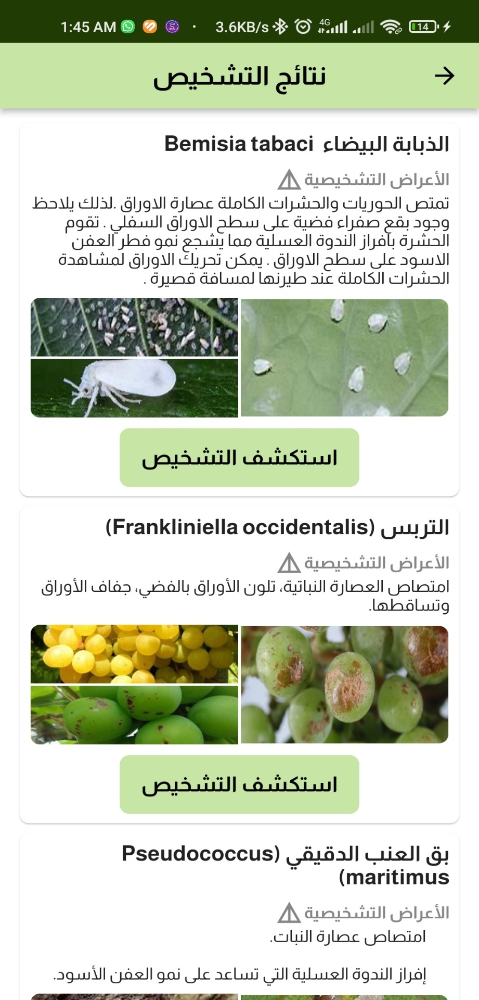 1:45 AM
3.6KB/s
4G
14
نتائج التشخيص
الذبابة البيضاء Bemisia tabaci
الأعراض التشخيصية
تمتص الحوريات والحشرات الكاملة عصارة الاوراق .لذلك يلاحظ
وجود بقع صفراء فضية على سطح الاوراق السفلي . تقوم
الحشرة بافراز الندوة العسلية مما يشجع نمو فطر العفن
الاسود على سطح الاوراق . يمكن تحريك الاوراق لمشاهدة
الحشرات الكاملة عند طيرنها لمسافة قصيرة .
استكشف التشخيص
التربس (Frankliniella occidentalis)
الأعراض التشخيصية
امتصاص العصارة النباتية، تلون الأوراق بالفضي، جفاف الأوراق
وتساقطها.
استكشف التشخيص
بق العنب الدقيقي (Pseudococcus
maritimus)
الأعراض التشخيصية
امتصاص عصارة النبات.
إفراز الندوة العسلية التي تساعد على نمو العفن الأسود.